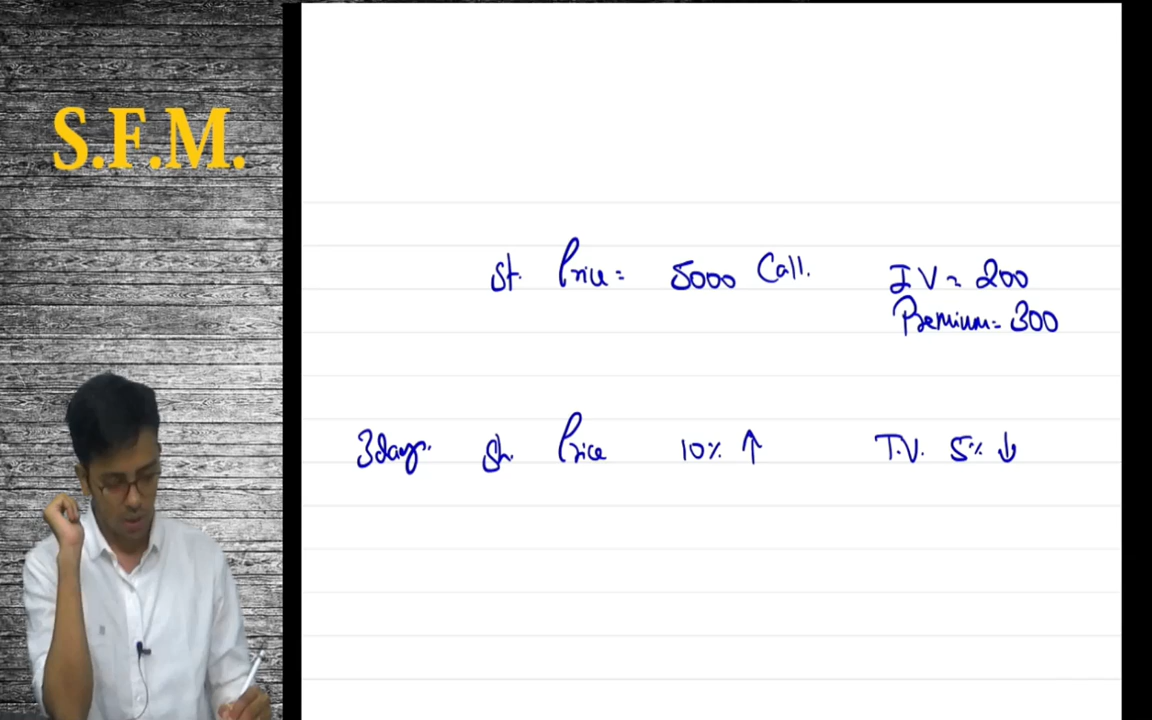 S.F.M.
St. Price = 5000 Call. IV = 200
Premium = 300
3days. Sh. Price 10% ↑ T.V. 5% ↓